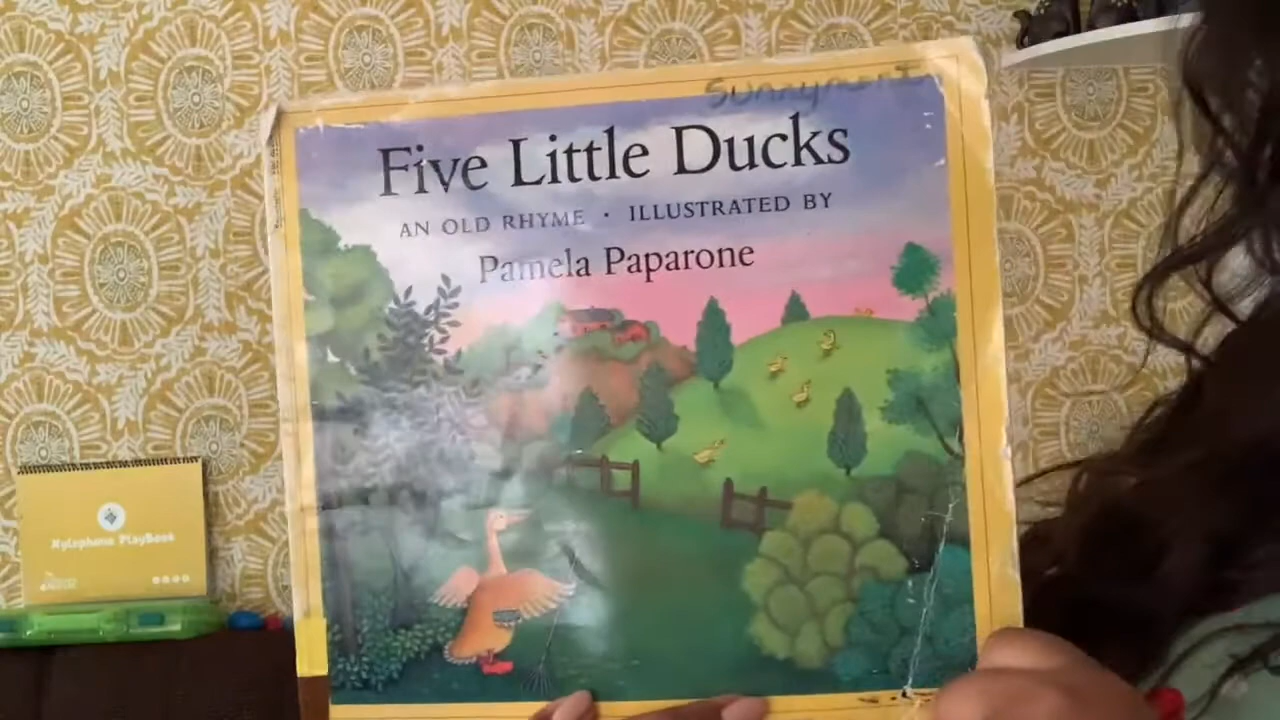 Five Little Ducks
AN OLD RHYME · ILLUSTRATED BY
Pamela Paparone
Xylophone PlayBook